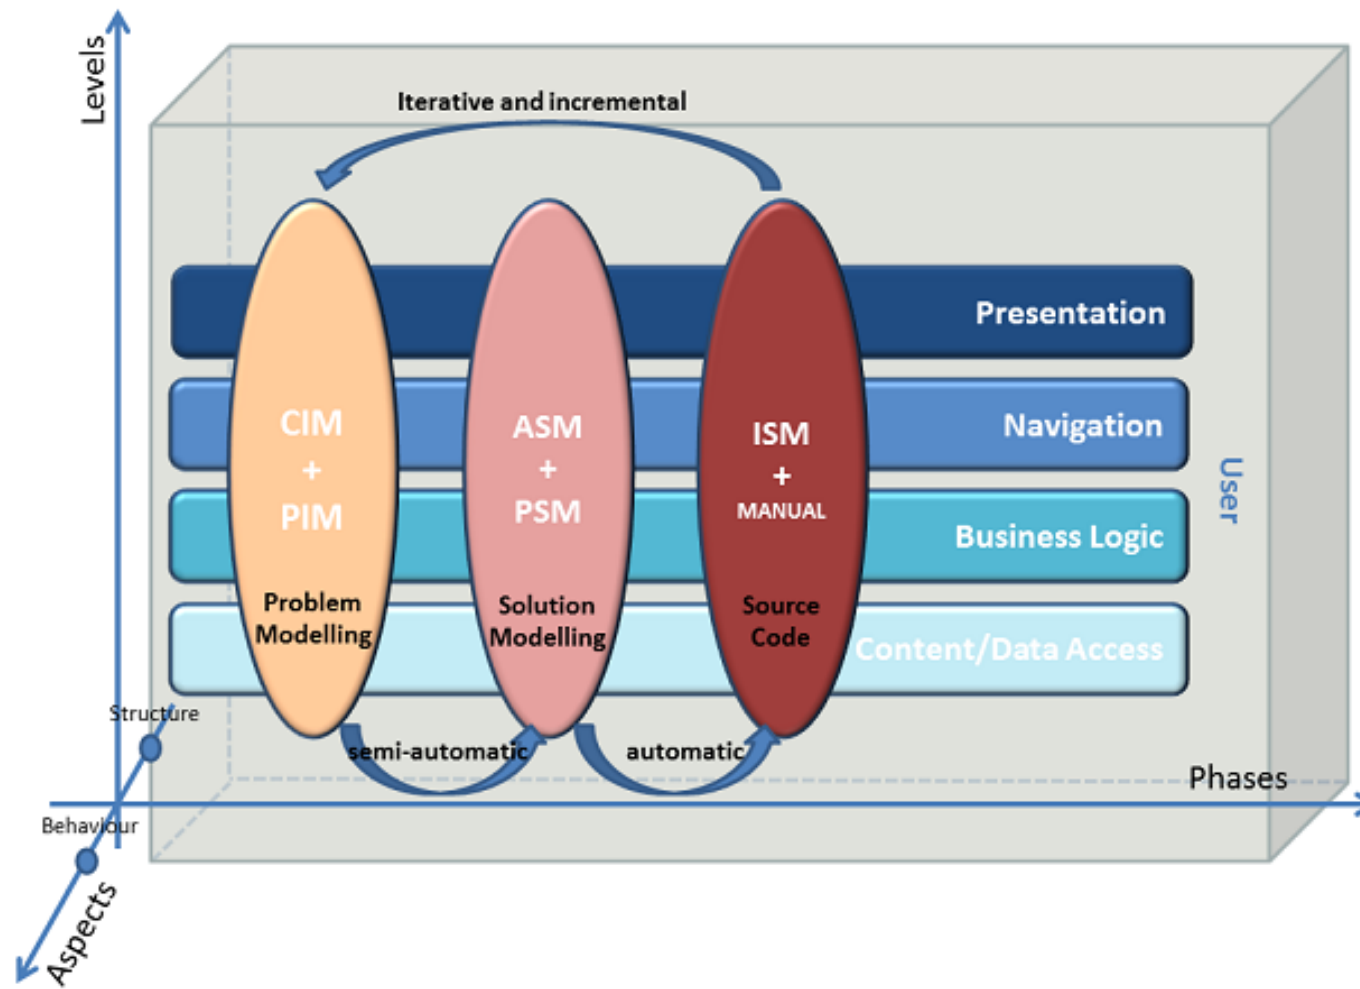 Levels
Iterative and incremental
Presentation
Navigation
Business Logic
Content/Data Access
User
CIM
+
PIM
Problem
Modelling
ASM
+
PSM
Solution
Modelling
ISM
+
MANUAL
Source
Code
semi-automatic
automatic
Structure
Behaviour
Aspects
Phases